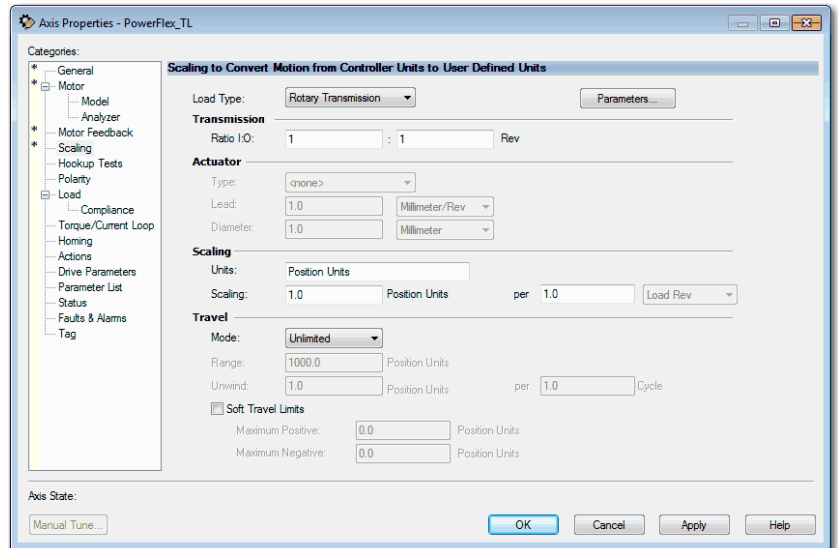 Axis Properties - PowerFlex_TL
Categories:
* General
* Motor
Model
Analyzer
* Motor Feedback
* Scaling
Hookup Tests
Polarity
Load
Compliance
Torque/Current Loop
Homing
Actions
Drive Parameters
Parameter List
Status
Faults & Alarms
Tag
Scaling to Convert Motion from Controller Units to User Defined Units
Load Type: Rotary Transmission Parameters...
Transmission
Ratio I:O: 1 : 1 Rev
Actuator
Type: <none>
Lead: 1.0 Millimeter/Rev
Diameter: 1.0 Millimeter
Scaling
Units: Position Units
Scaling: 1.0 Position Units per 1.0 Load Rev
Travel
Mode: Unlimited
Range: 1000.0 Position Units
Unwind: 1.0 Position Units per 1.0 Cycle
Soft Travel Limits
Maximum Positive: 0.0 Position Units
Maximum Negative: 0.0 Position Units
Axis State:
Manual Tune... OK Cancel Apply Help